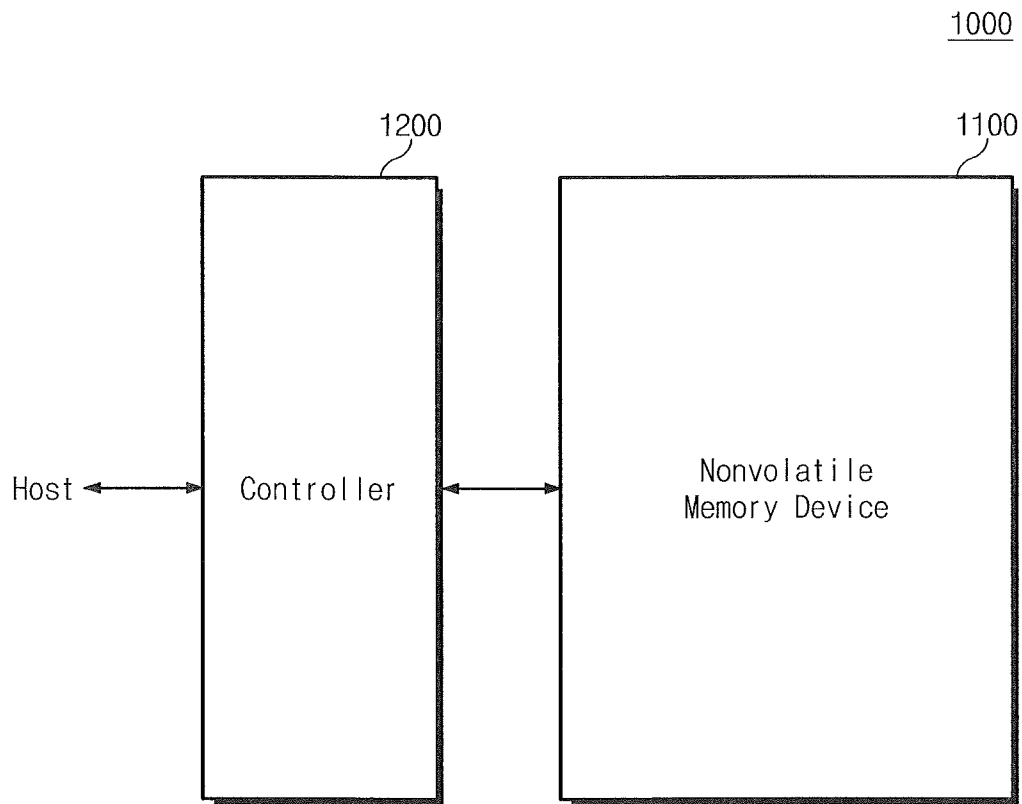 1000
1200
1100
Host
Controller
Nonvolatile
Memory Device